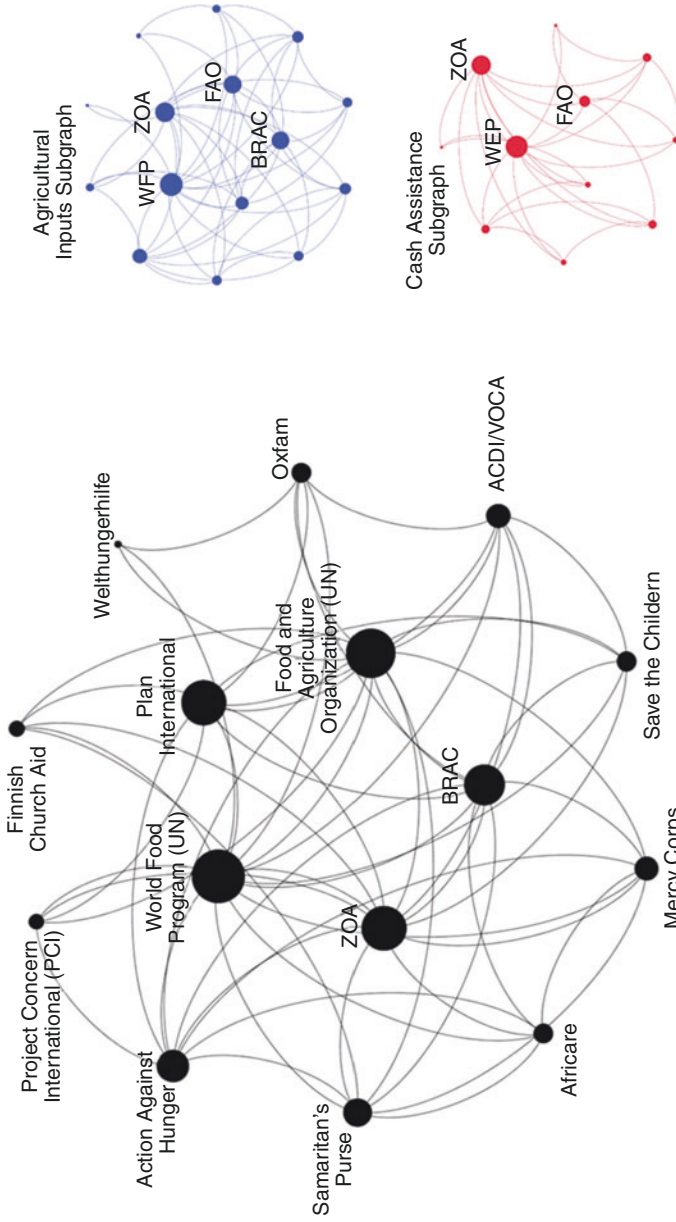 Finnish
Church Aid
Welthungerhilfe
Project Concern
International (PCI)
Plan
International
Oxfam
World Food
Program (UN)
Action Against
Hunger
Food and
Agriculture
Organization (UN)
ZOA
BRAC
ACDI/VOCA
Samaritan's
Purse
Africare
Mercy Corps
Save the Childern
Agricultural
Inputs Subgraph
ZOA
WFP
FAO
BRAC
Cash Assistance
Subgraph
ZOA
WEP
FAO